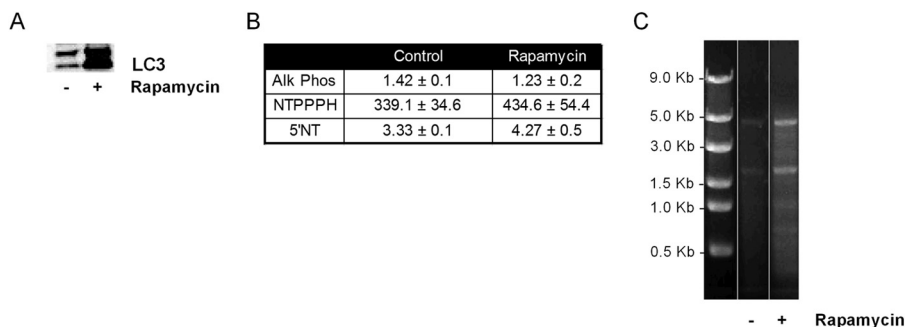 A
LC3
- + Rapamycin
B
Control Rapamycin
Alk Phos 1.42 ± 0.1 1.23 ± 0.2
NTPPPH 339.1 ± 34.6 434.6 ± 54.4
5'NT 3.33 ± 0.1 4.27 ± 0.5
C
9.0 Kb -
5.0 Kb -
3.0 Kb -
1.5 Kb -
1.0 Kb -
0.5 Kb -
- + Rapamycin